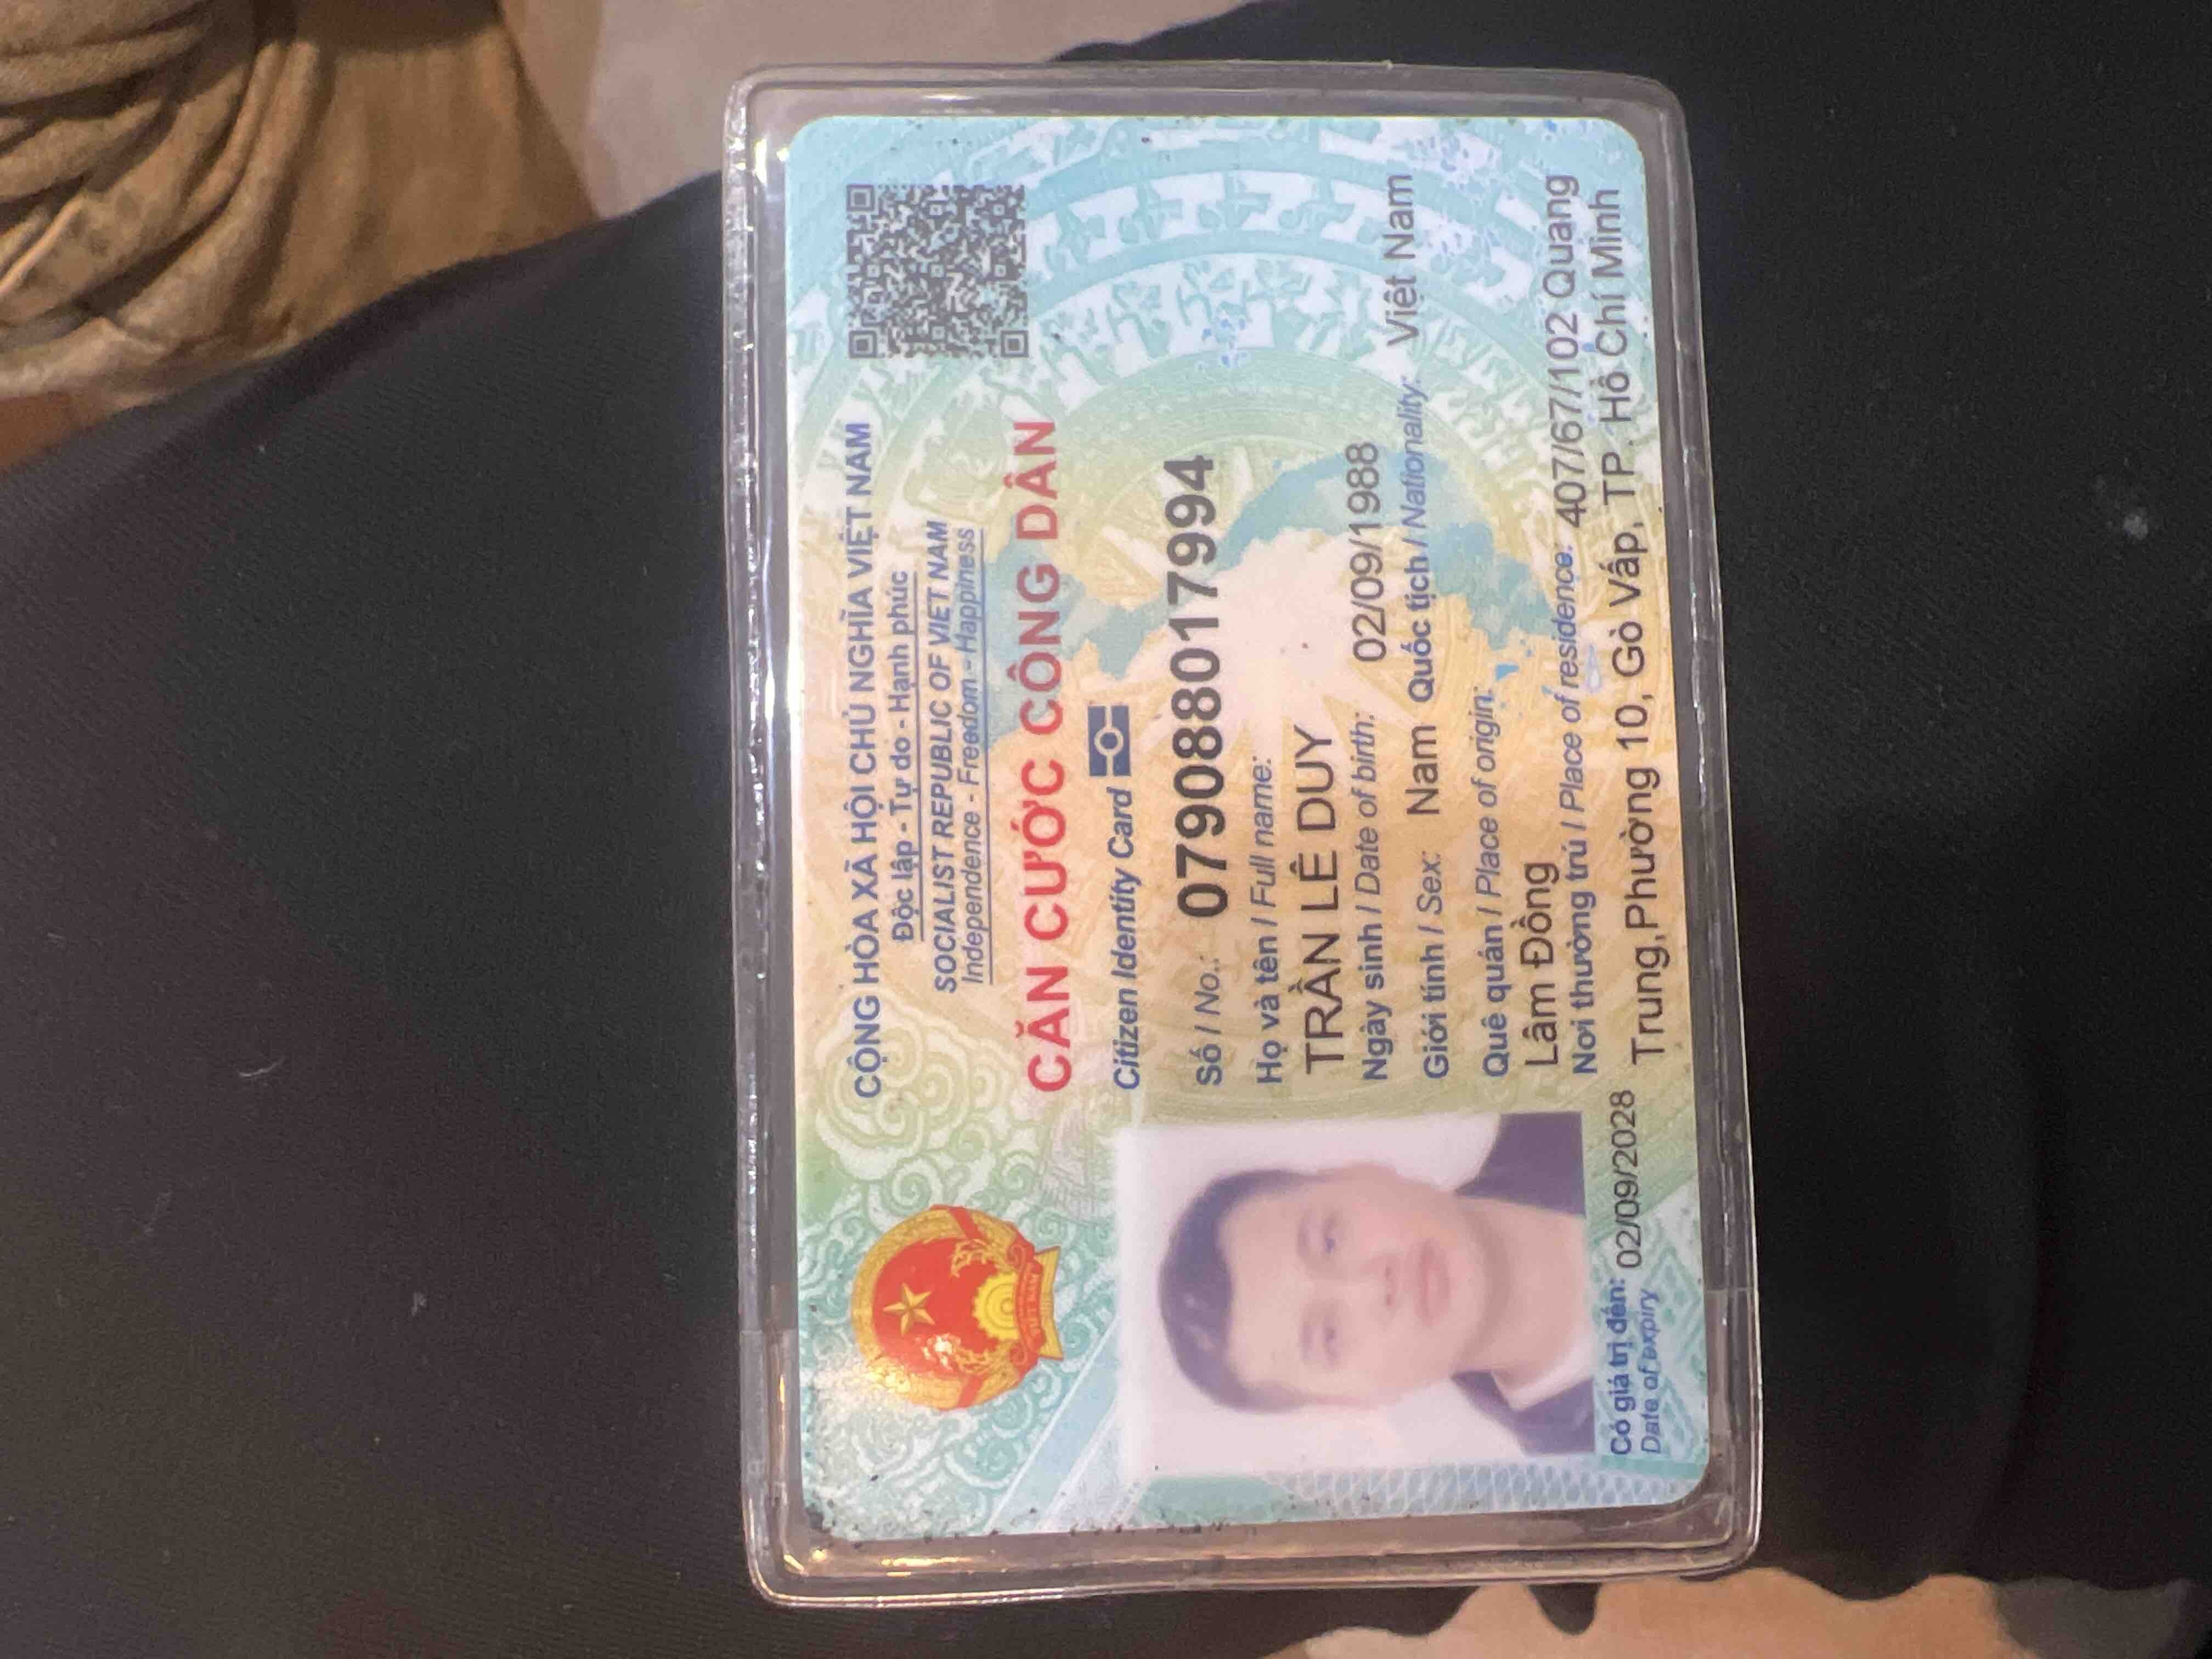 CỘNG HÒA XÃ HỘI CHỦ NGHĨA VIỆT NAM
Độc lập - Tự do - Hạnh phúc
SOCIALIST REPUBLIC OF VIET NAM
Independence - Freedom - Happiness
CĂN CƯỚC CÔNG DÂN
Citizen Identity Card
Số / No.: 079088017994
Họ và tên / Full name:
TRẦN LÊ DUY
Ngày sinh / Date of birth: 02/09/1988
Giới tính / Sex: Nam Quốc tịch / Nationality: Việt Nam
Quê quán / Place of origin:
Lâm Đồng
Nơi thường trú / Place of residence: 407/67/102 Quang
Trung,Phường 10, Gò Vấp, TP. Hồ Chí Minh
Có giá trị đến: 02/09/2028
Date of expiry